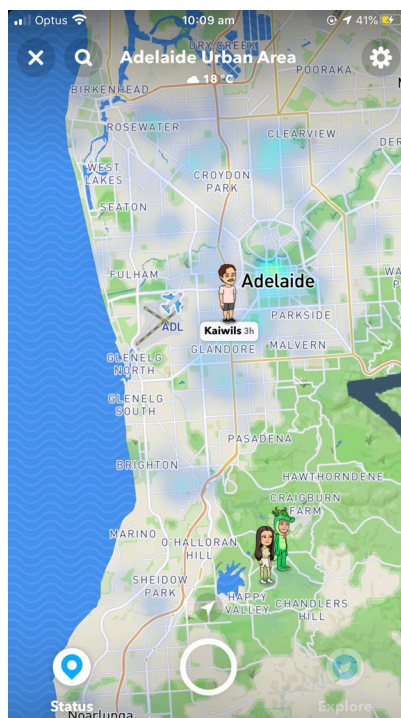 Optus
10:09 am
41%
DRY CREEK
Adelaide Urban Area
POORAKA
18 °C
BIRKENHEAD
ROSEWATER
CLEARVIEW
DER
WEST
LAKES
CROYDON
PARK
SEATON
FULHAM
Adelaide
WA
P
ADL
PARKSIDE
Kaiwils 3h
GLENELG
NORTH
GLANDORE
MALVERN
GLENELG
SOUTH
PASADENA
BRIGHTON
HAWTHORNDENE
CRAIGBURN
FARM
MARINO
O'HALLORAN
HILL
SHEIDOW
PARK
HAPPY
VALLEY
CHANDLERS
HILL
Status
Explore
Noarlunga